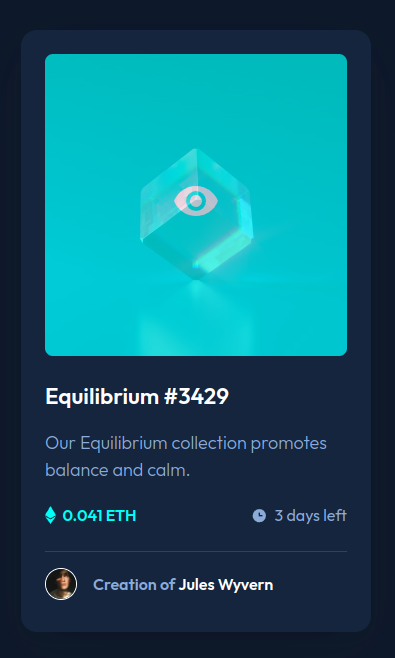 Equilibrium #3429
Our Equilibrium collection promotes
balance and calm.
0.041 ETH
3 days left
Creation of Jules Wyvern